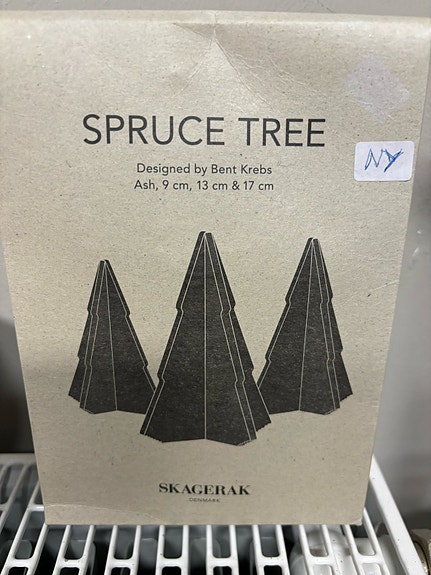 SPRUCE TREE
NY
Designed by Bent Krebs
Ash, 9 cm, 13 cm & 17 cm
SKAGERAK
DENMARK